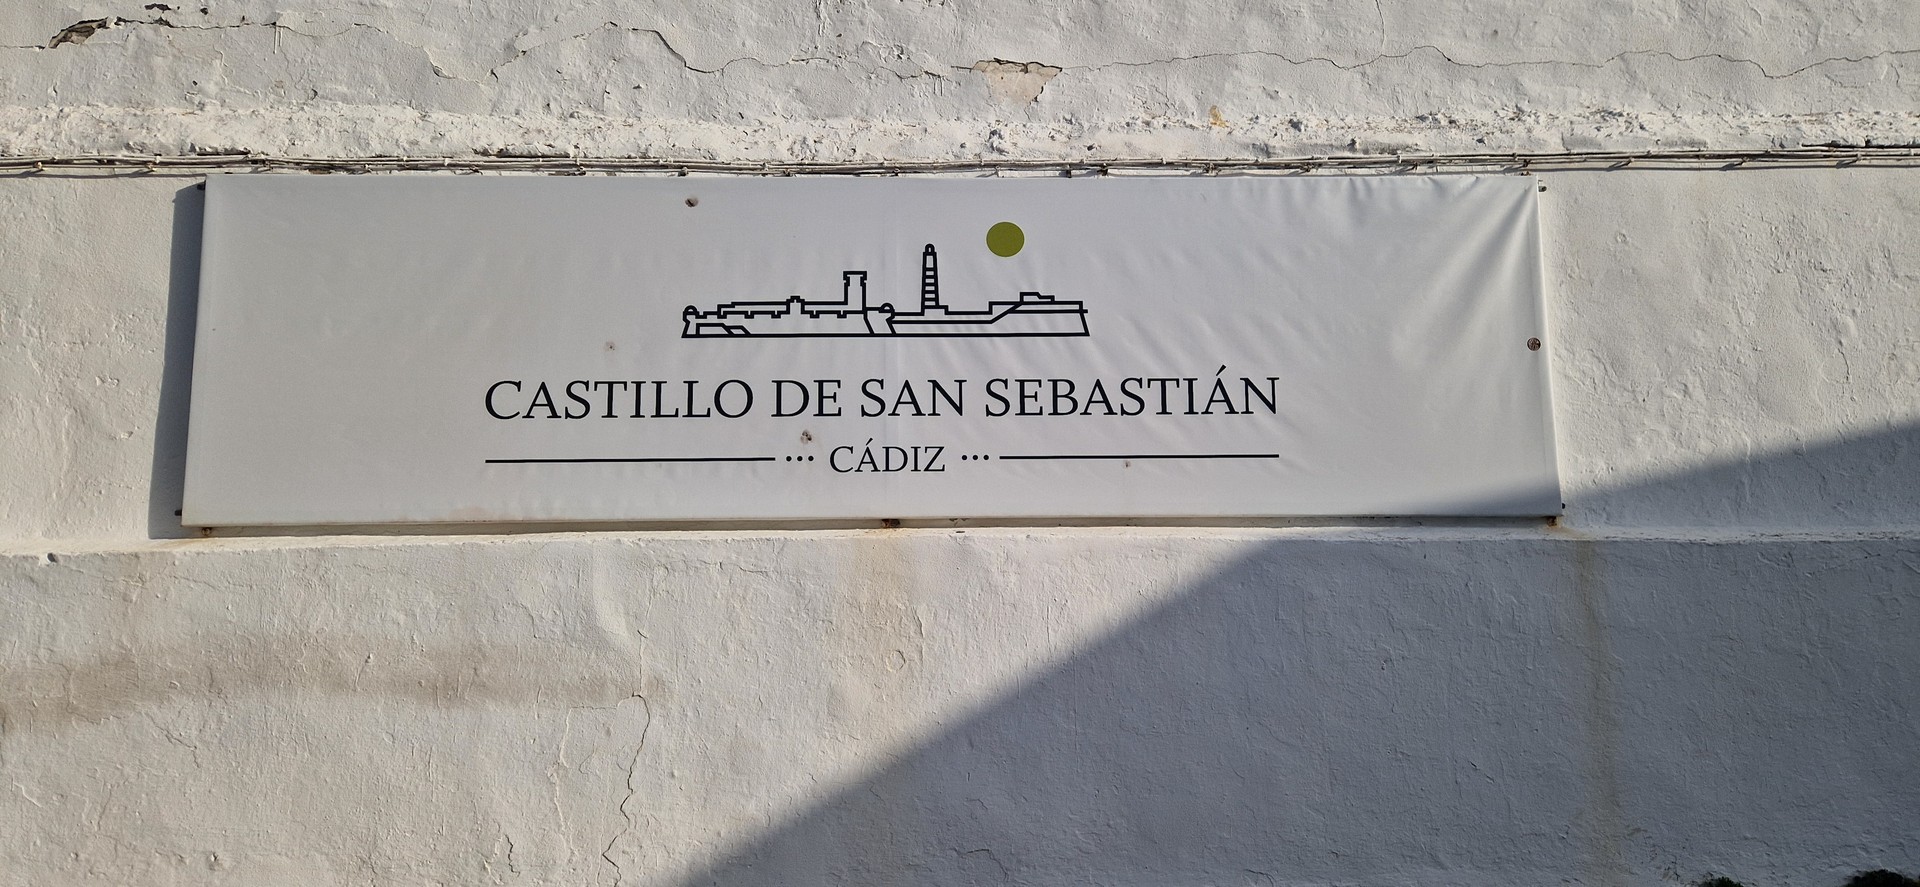 CASTILLO DE SAN SEBASTIÁN
··· CÁDIZ ···